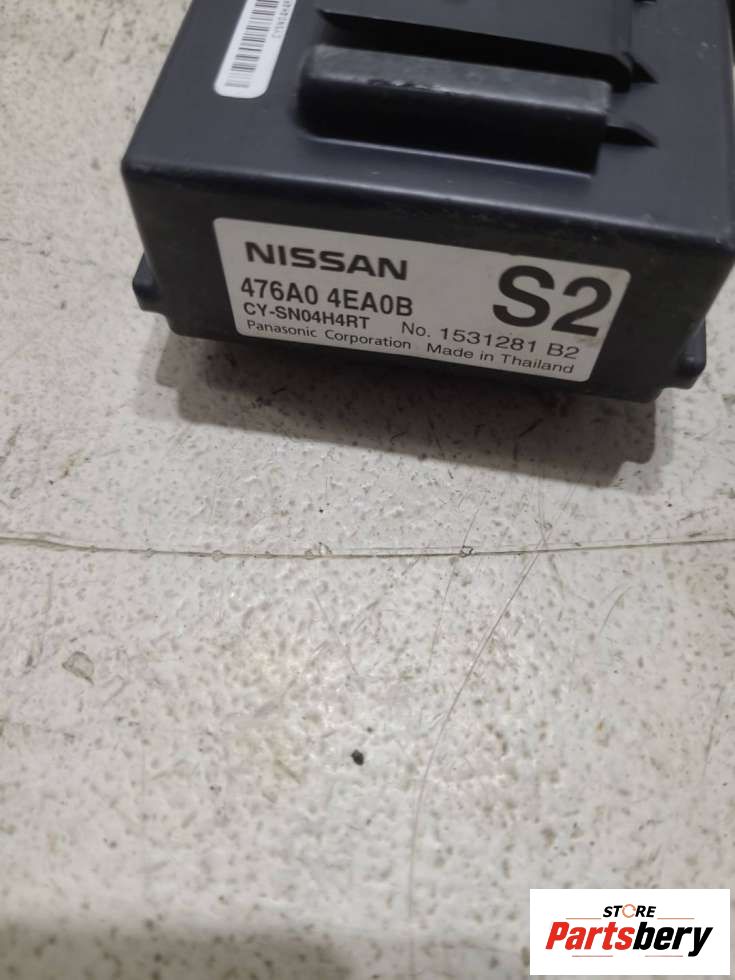 NISSAN
476A0 4EA0B
S2
CY-SN04H4RT No. 1531281 B2
Panasonic Corporation Made in Thailand
STORE
Partsbery